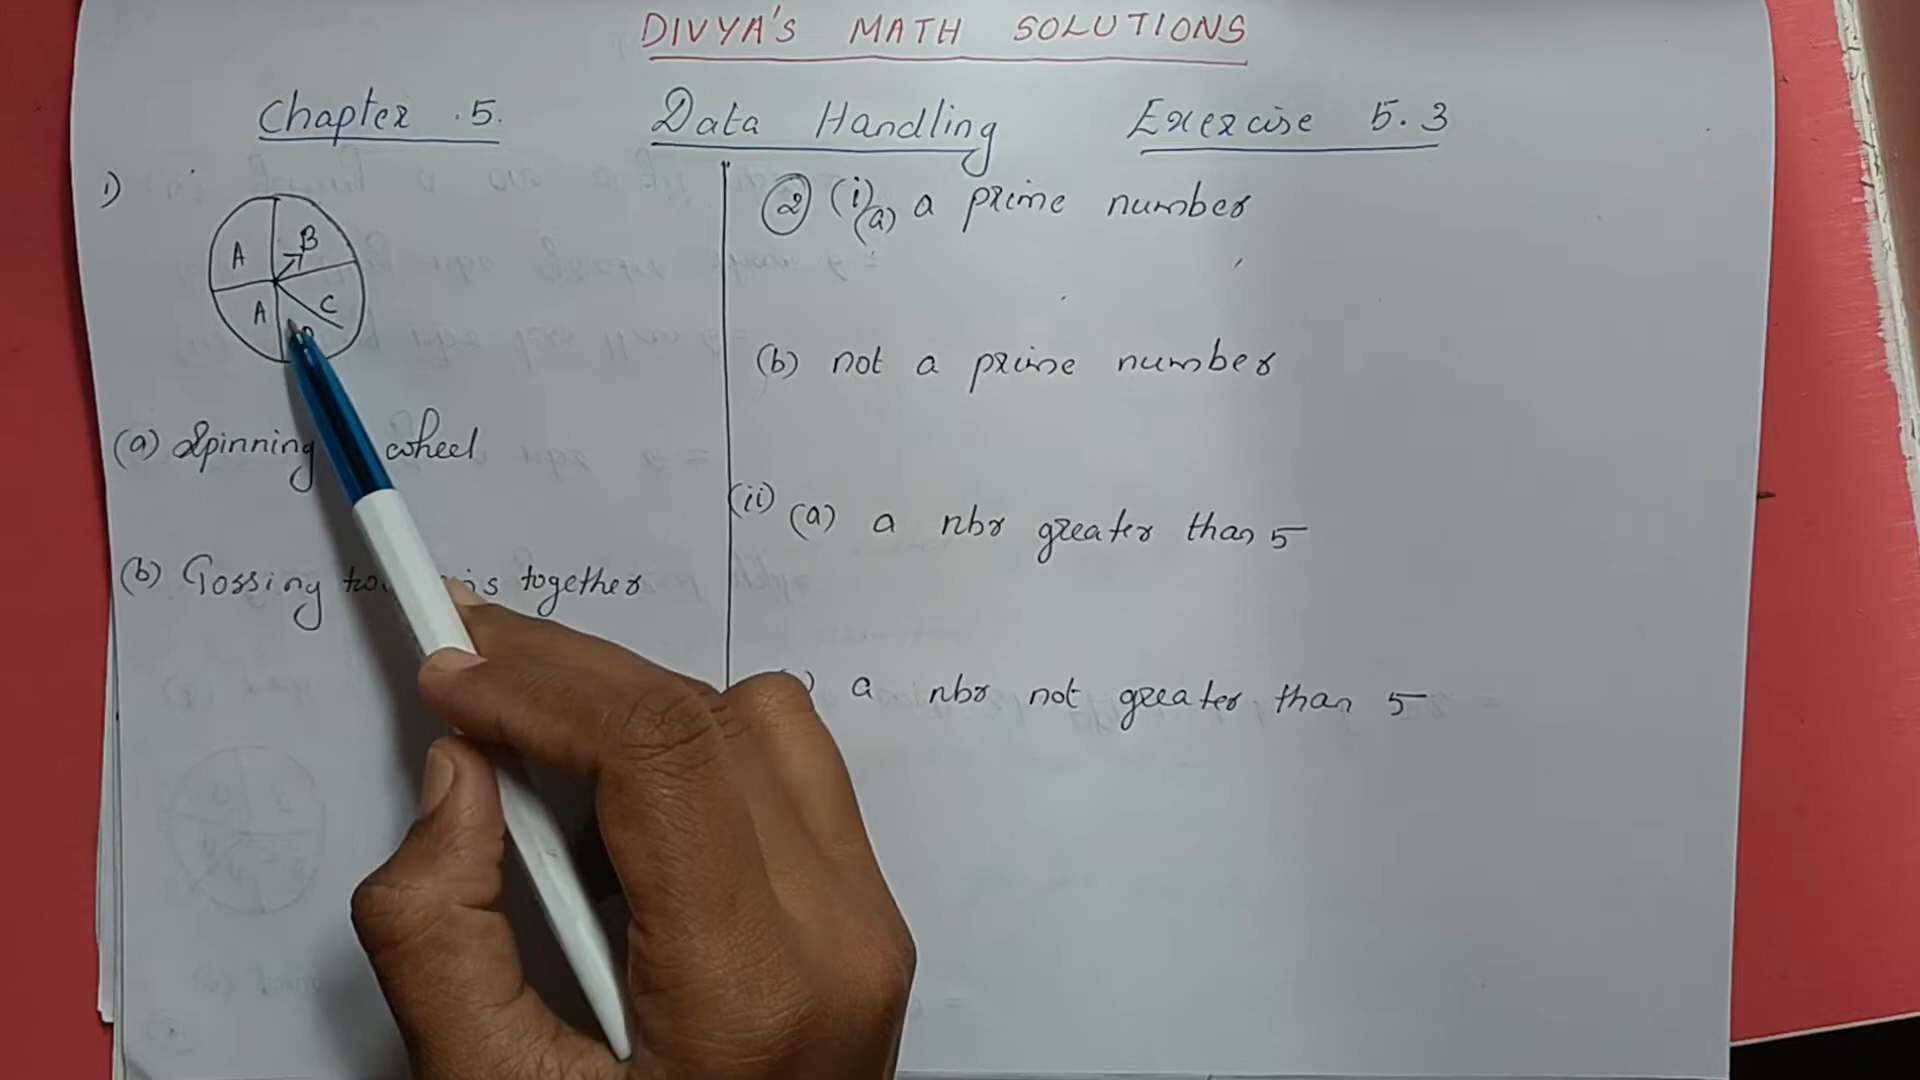 DIVYA'S MATH SOLUTIONS
Chapter .5. Data Handling Exercise 5.3
1)
A B
A C
(a) Spinning wheel
(b) Tossing together
② (i) (a) a prime number
(b) not a prime number
(ii) (a) a nbr greater than 5
a nbr not greater than 5